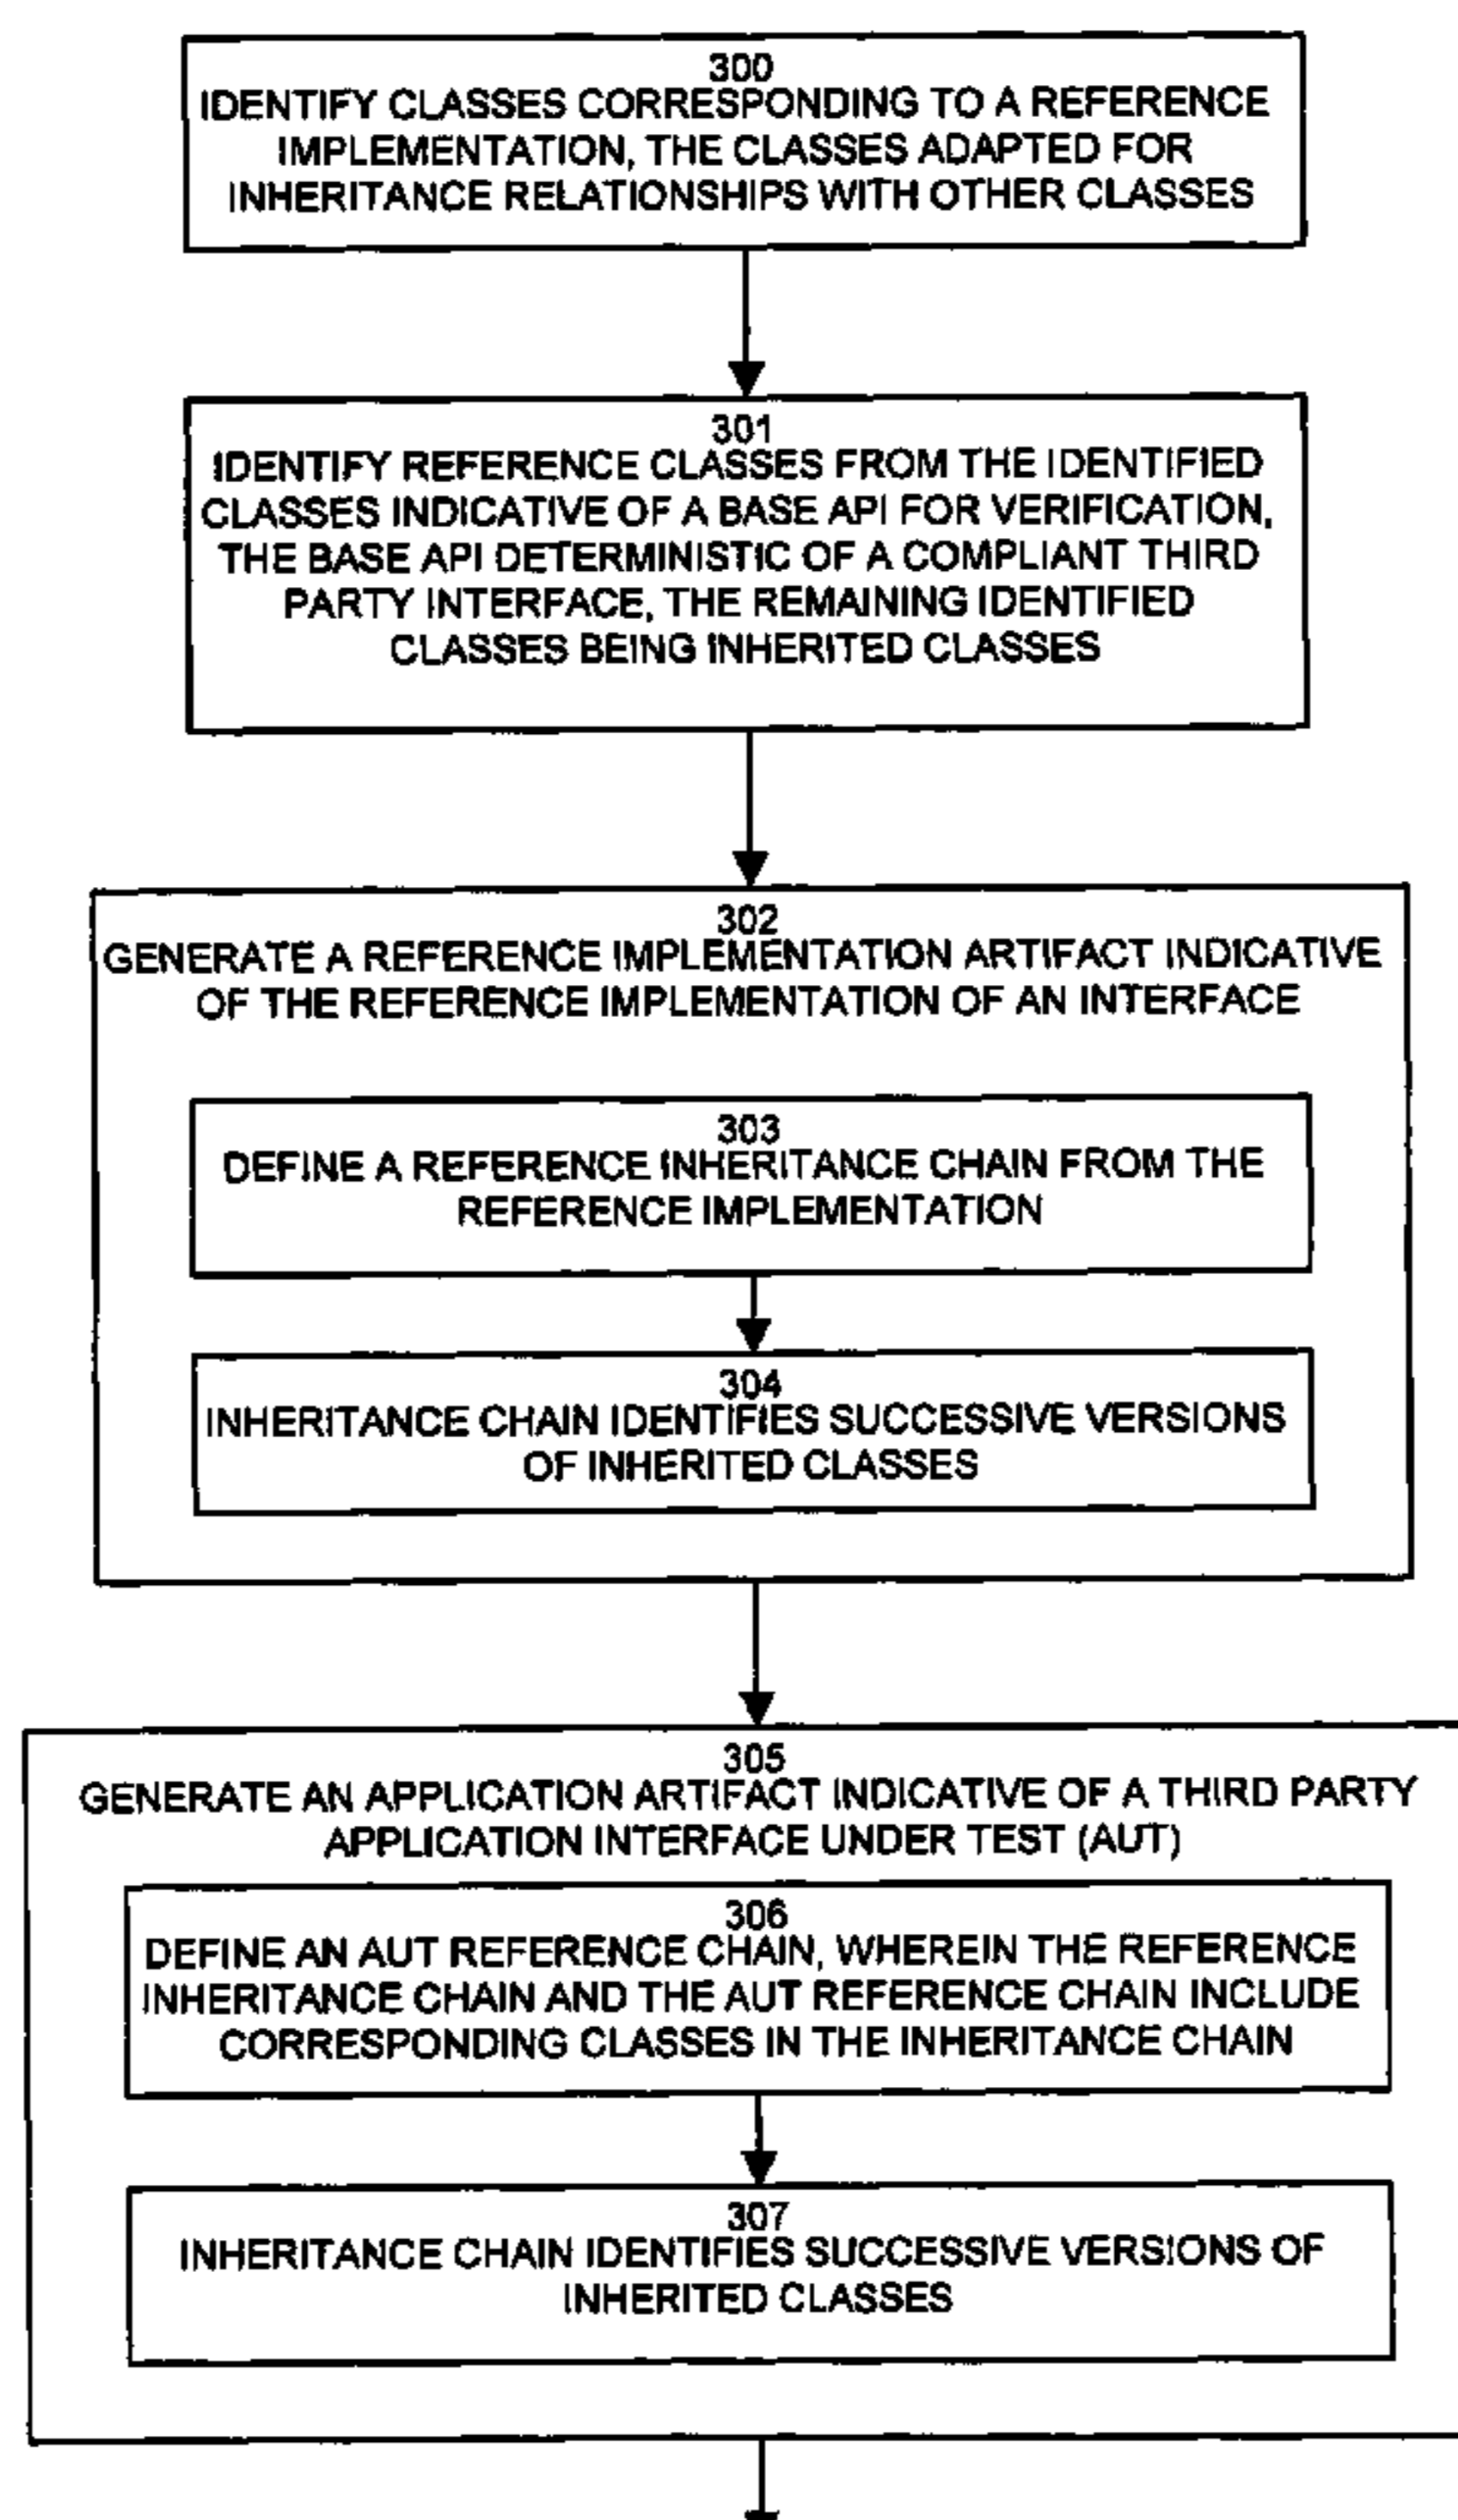 300
IDENTIFY CLASSES CORRESPONDING TO A REFERENCE
IMPLEMENTATION, THE CLASSES ADAPTED FOR
INHERITANCE RELATIONSHIPS WITH OTHER CLASSES
301
IDENTIFY REFERENCE CLASSES FROM THE IDENTIFIED
CLASSES INDICATIVE OF A BASE API FOR VERIFICATION,
THE BASE API DETERMINISTIC OF A COMPLIANT THIRD
PARTY INTERFACE, THE REMAINING IDENTIFIED
CLASSES BEING INHERITED CLASSES
302
GENERATE A REFERENCE IMPLEMENTATION ARTIFACT INDICATIVE
OF THE REFERENCE IMPLEMENTATION OF AN INTERFACE
303
DEFINE A REFERENCE INHERITANCE CHAIN FROM THE
REFERENCE IMPLEMENTATION
304
INHERITANCE CHAIN IDENTIFIES SUCCESSIVE VERSIONS
OF INHERITED CLASSES
305
GENERATE AN APPLICATION ARTIFACT INDICATIVE OF A THIRD PARTY
APPLICATION INTERFACE UNDER TEST (AUT)
306
DEFINE AN AUT REFERENCE CHAIN, WHEREIN THE REFERENCE
INHERITANCE CHAIN AND THE AUT REFERENCE CHAIN INCLUDE
CORRESPONDING CLASSES IN THE INHERITANCE CHAIN
307
INHERITANCE CHAIN IDENTIFIES SUCCESSIVE VERSIONS OF
INHERITED CLASSES